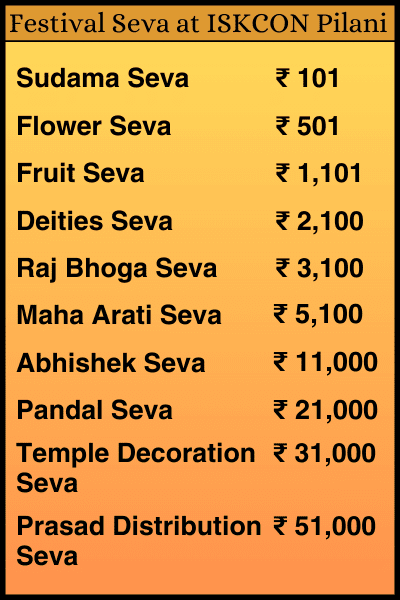 Festival Seva at ISKCON Pilani
Sudama Seva ₹ 101
Flower Seva ₹ 501
Fruit Seva ₹ 1,101
Deities Seva ₹ 2,100
Raj Bhoga Seva ₹ 3,100
Maha Arati Seva ₹ 5,100
Abhishek Seva ₹ 11,000
Pandal Seva ₹ 21,000
Temple Decoration ₹ 31,000
Seva
Prasad Distribution ₹ 51,000
Seva